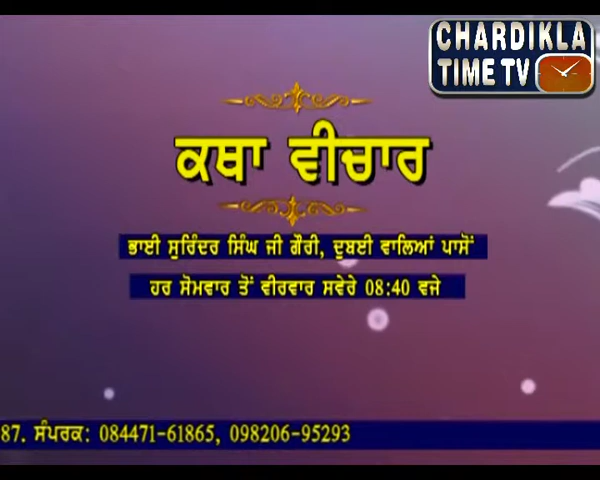 CHARDIKLA
TIME TV
ਕਥਾ ਵੀਚਾਰ
ਭਾਈ ਸੁਰਿੰਦਰ ਸਿੰਘ ਜੀ ਗੌਰੀ, ਦੁਬਈ ਵਾਲਿਆਂ ਪਾਸੋਂ
ਹਰ ਸੋਮਵਾਰ ਤੋਂ ਵੀਰਵਾਰ ਸਵੇਰੇ 08:40 ਵਜੇ
87. ਸੰਪਰਕ: 084471-61865, 098206-95293